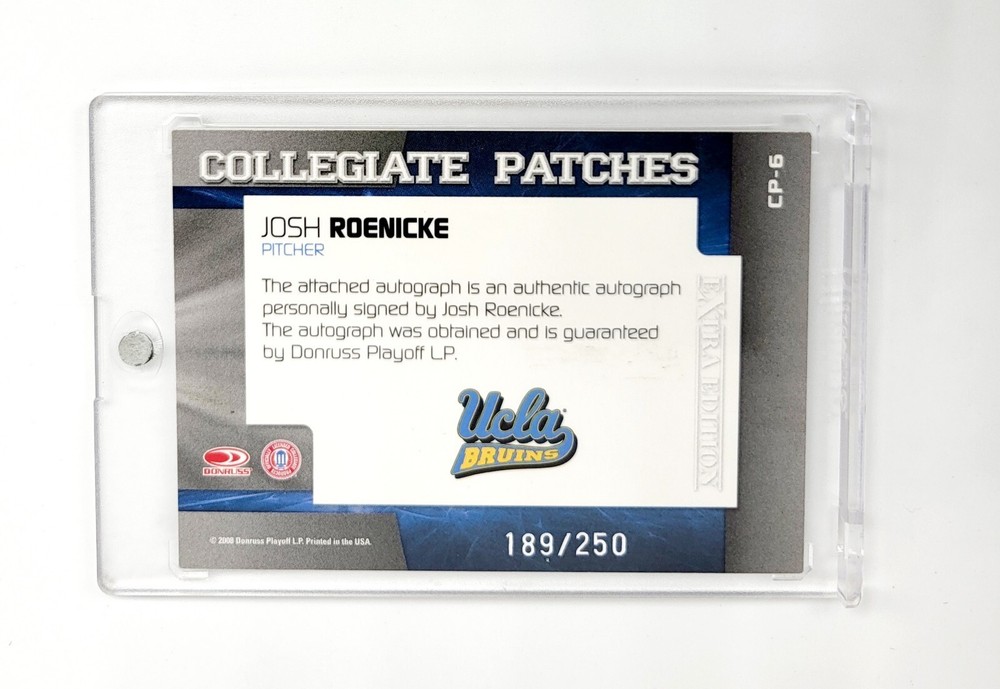 COLLEGIATE PATCHES
CP-6
JOSH ROENICKE
PITCHER
The attached autograph is an authentic autograph
personally signed by Josh Roenicke.
The autograph was obtained and is guaranteed
by Donruss Playoff L.P.
EXTRA EDITION
Ucla
BRUINS
DONRUSS
© 2008 Donruss Playoff L.P. Printed in the USA.
189/250